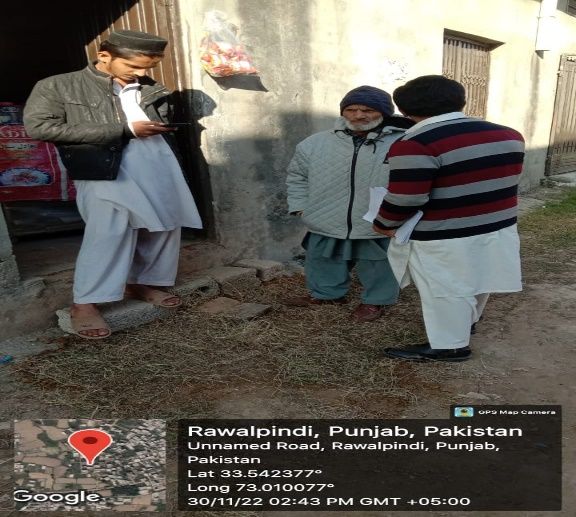 GPS Map Camera
Rawalpindi, Punjab, Pakistan
Unnamed Road, Rawalpindi, Punjab,
Pakistan
Lat 33.542377°
Long 73.010077°
30/11/22 02:43 PM GMT +05:00
Google